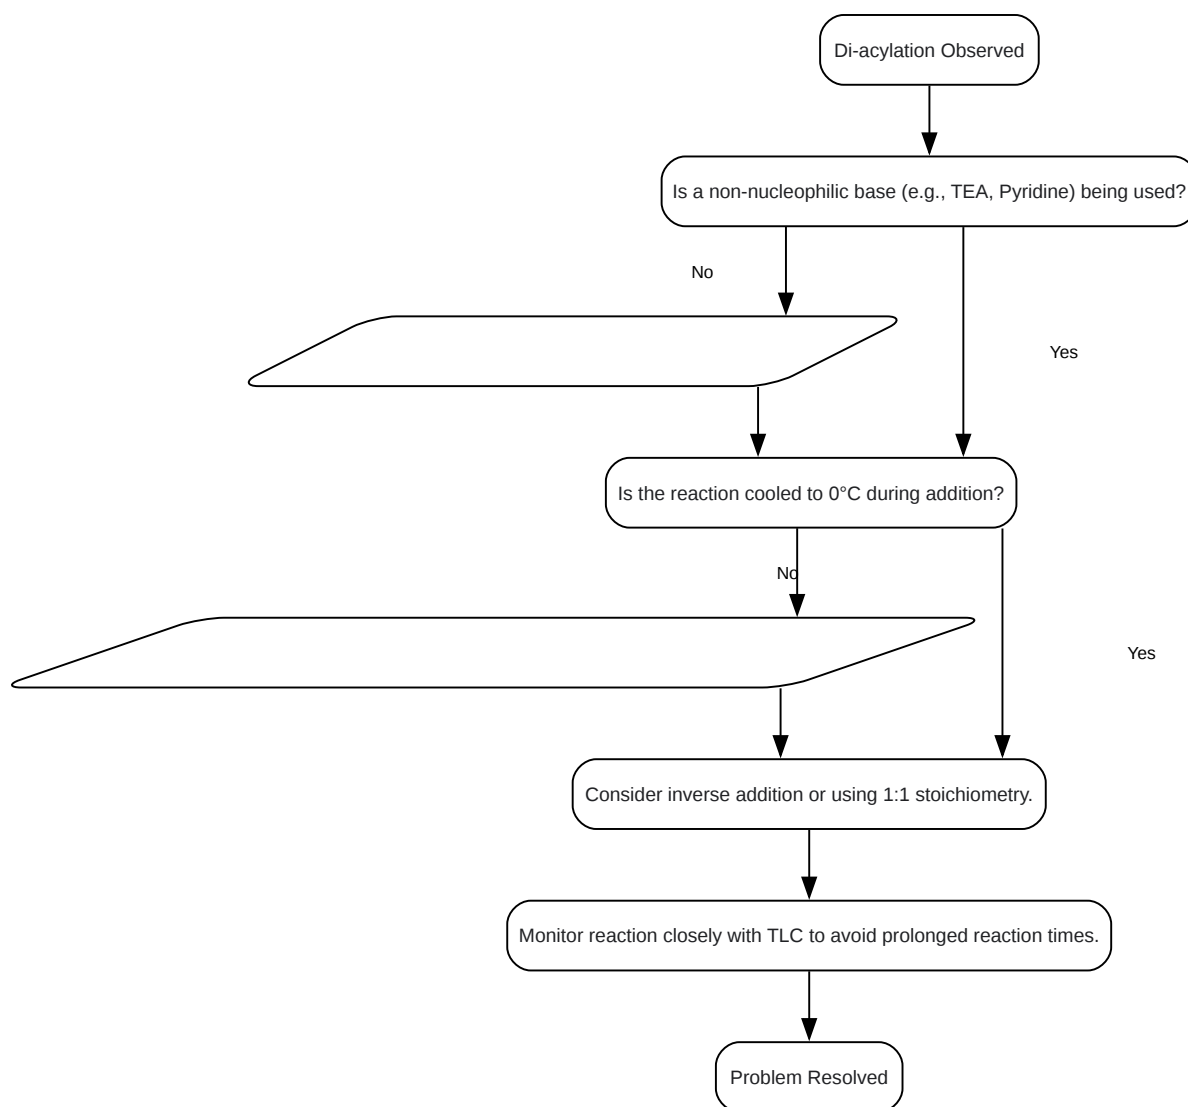 Di-acylation Observed
Is a non-nucleophilic base (e.g., TEA, Pyridine) being used?
No
Yes
Is the reaction cooled to 0°C during addition?
No
Yes
Consider inverse addition or using 1:1 stoichiometry.
Monitor reaction closely with TLC to avoid prolonged reaction times.
Problem Resolved